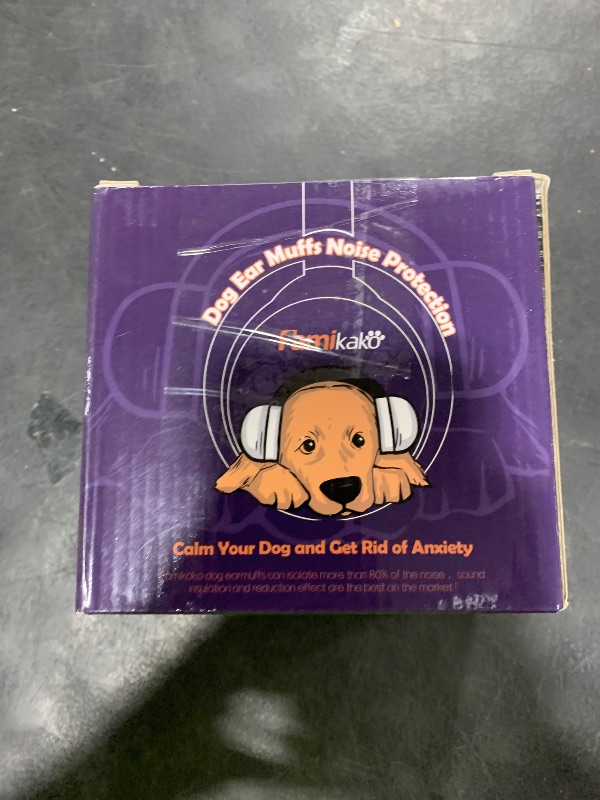 Dog Ear Muffs Noise Protection
Famikako
Calm Your Dog and Get Rid of Anxiety
Famikako dog earmuffs can isolate more than 80% of the noise , sound
insulation and reduction effect are the best on the market !